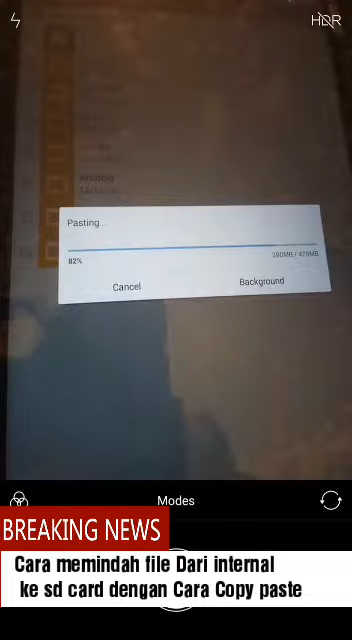 HDR
Android
Pasting...
82%
390MB / 475MB
Cancel
Background
Modes
BREAKING NEWS
Cara memindah file Dari internal
ke sd card dengan Cara Copy paste